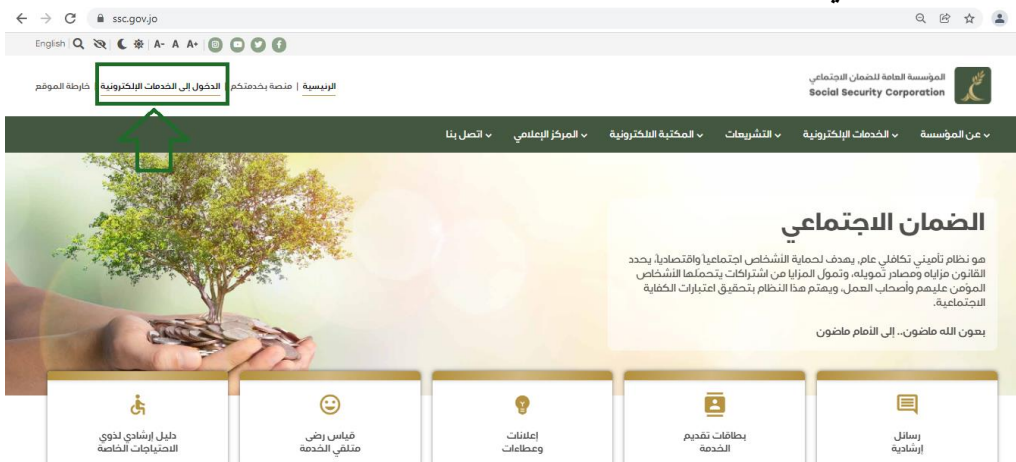 ssc.gov.jo
English A- A A+
الرنيسية | منصة بخدمتكم | الدخول إلى الخدمات الإلكترونية | خارطة الموقع
المؤسسة العامة للضمان الاجتماعي
Social Security Corporation
عن المؤسسة الخدمات الإلكترونية التشريعات المكتبة الالكترونية المركز الإعلامي اتصل بنا
الضمان الاجتماعي
هو نظام تأميني تكافلي عام، يهدف لحماية الأشخاص اجتماعياً واقتصادياً، يحدد
القانون مزاياه ومصادر تمويله، وتموّل المزايا من اشتراكات يتحملها الأشخاص
المؤمن عليهم وأصحاب العمل، ويهتم هذا النظام بتحقيق اعتبارات الكفاية
الاجتماعية.
بعون الله ماضون.. إلى الأمام ماضون
رسائل
إرشادية
بطاقات تقديم
الخدمة
إعلانات
وعطاءات
قياس رضى
متلقي الخدمة
دليل إرشادي لذوي
الاحتياجات الخاصة